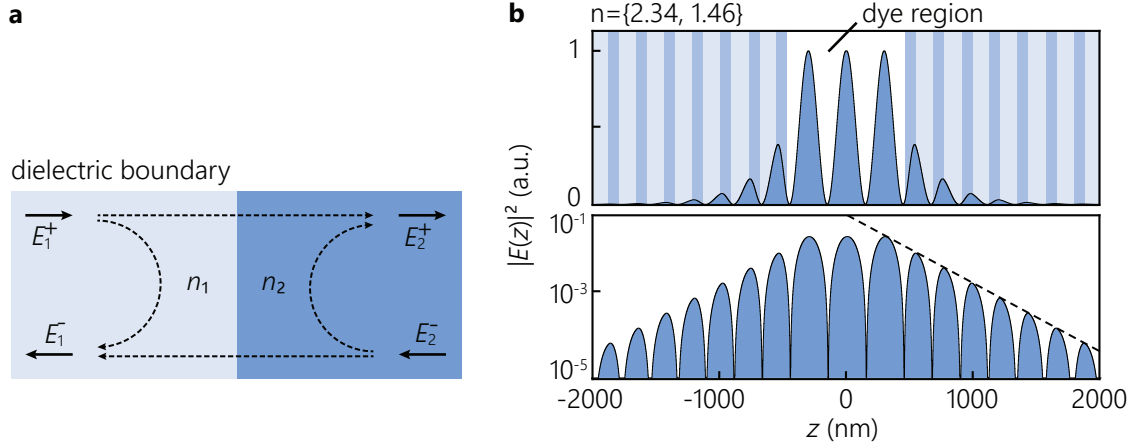 a
dielectric boundary
E₁⁺
E₂⁺
n₁
n₂
E₁⁻
E₂⁻
b
n={2.34, 1.46}
dye region
1
0
10⁻¹
10⁻³
10⁻⁵
|E(z)|² (a.u.)
-2000
-1000
0
1000
2000
z (nm)